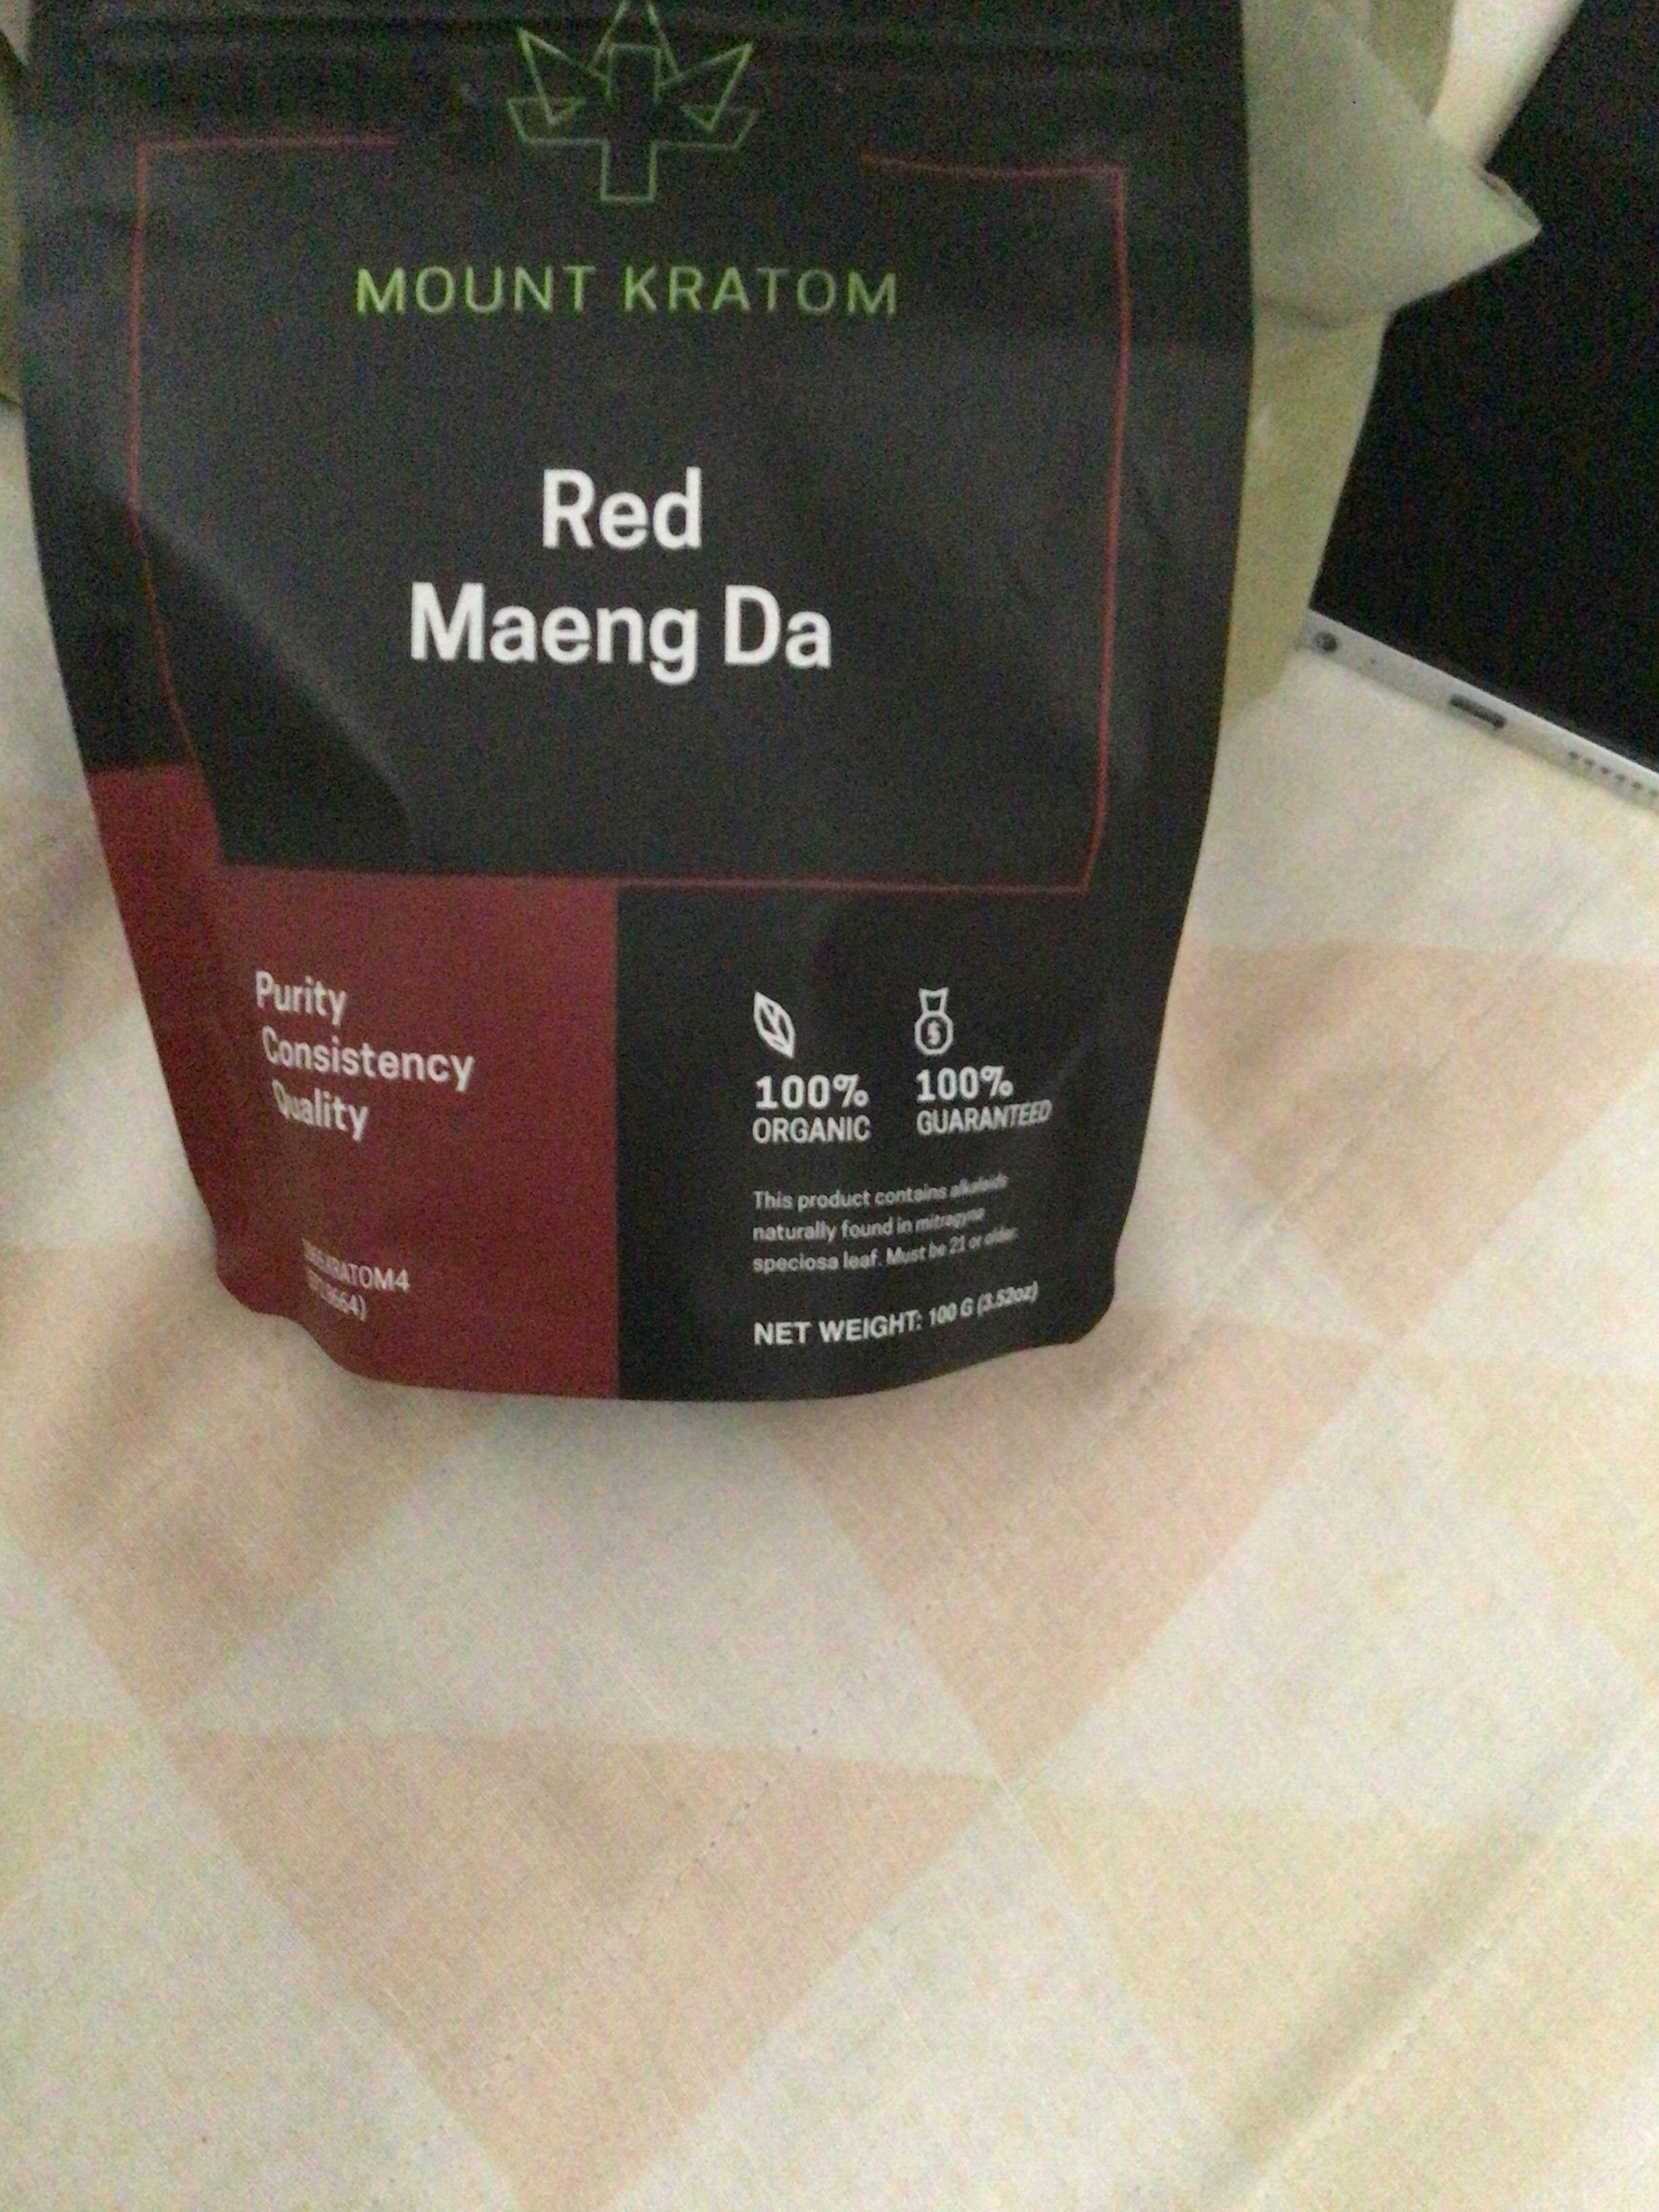 MOUNT KRATOM
Red
Maeng Da
Purity
Consistency
Quality
100%
ORGANIC
100%
GUARANTEED
This product contains alkaloids
naturally found in mitragyna
speciosa leaf. Must be 21 or older.
NET WEIGHT: 100 G (3.52oz)